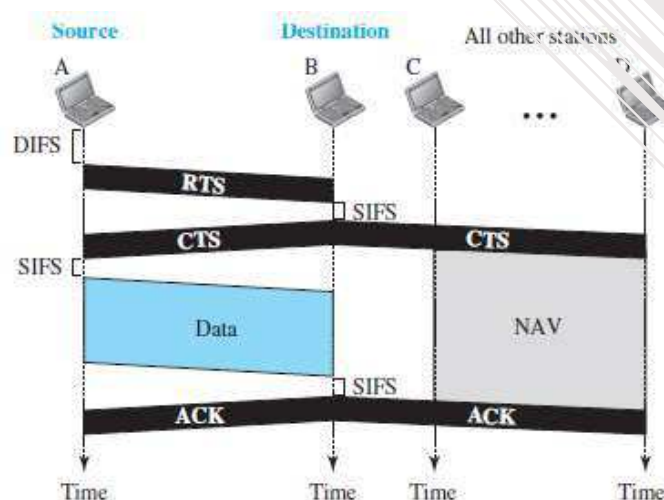 Source Destination All other stations
A B C D
DIFS
RTS
SIFS
CTS CTS
SIFS
Data NAV
SIFS
ACK ACK
Time Time Time Time